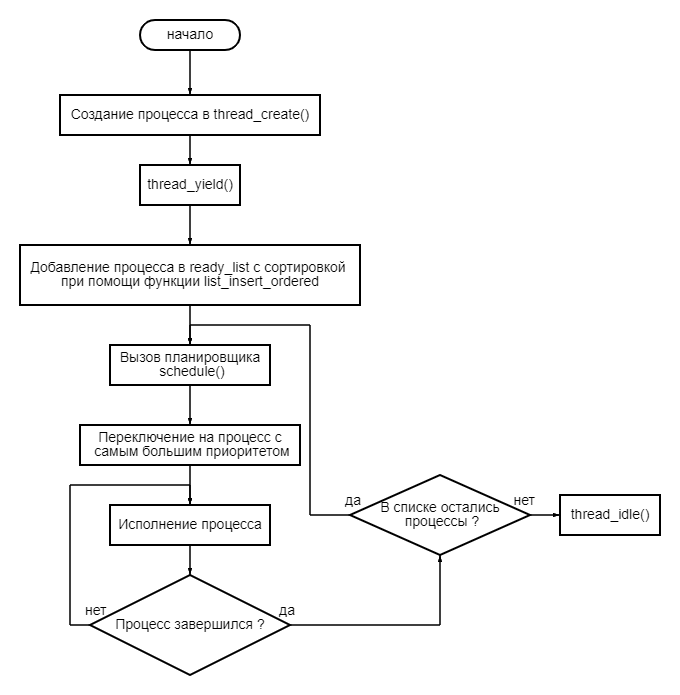 начало
Создание процесса в thread_create()
thread_yield()
Добавление процесса в ready_list с сортировкой
при помощи функции list_insert_ordered
Вызов планировщика
schedule()
Переключение на процесс с
самым большим приоритетом
Исполнение процесса
Процесс завершился ?
нет
да
В списке остались
процессы ?
да
нет
thread_idle()